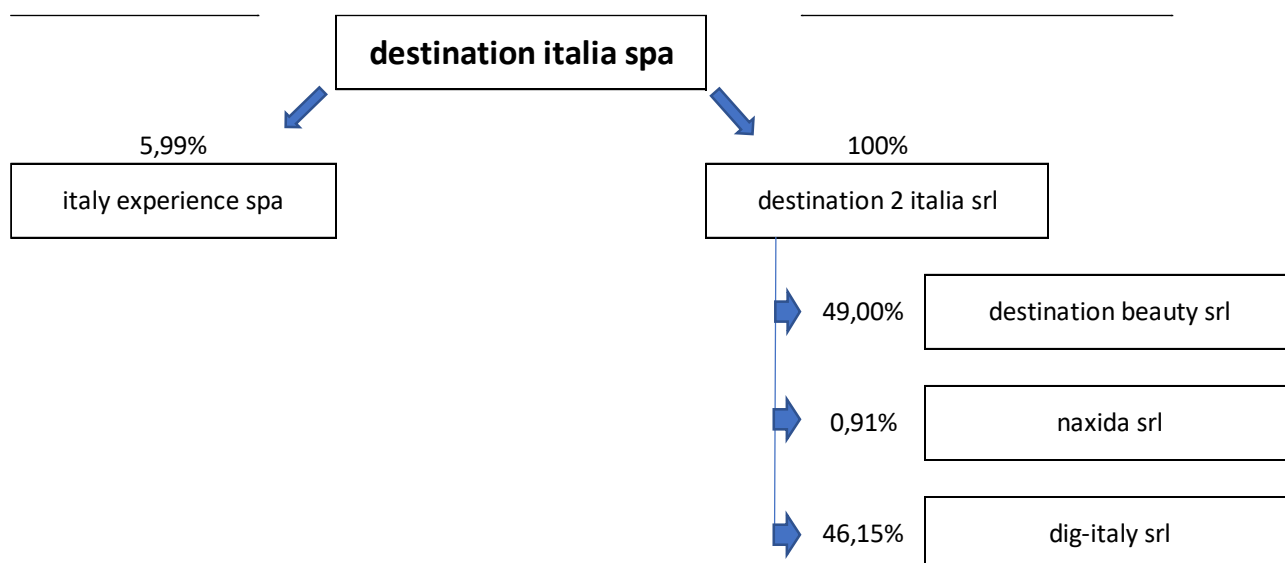 destination italia spa
5,99%
100%
italy experience spa
destination 2 italia srl
49,00%
destination beauty srl
0,91%
naxida srl
46,15%
dig-italy srl